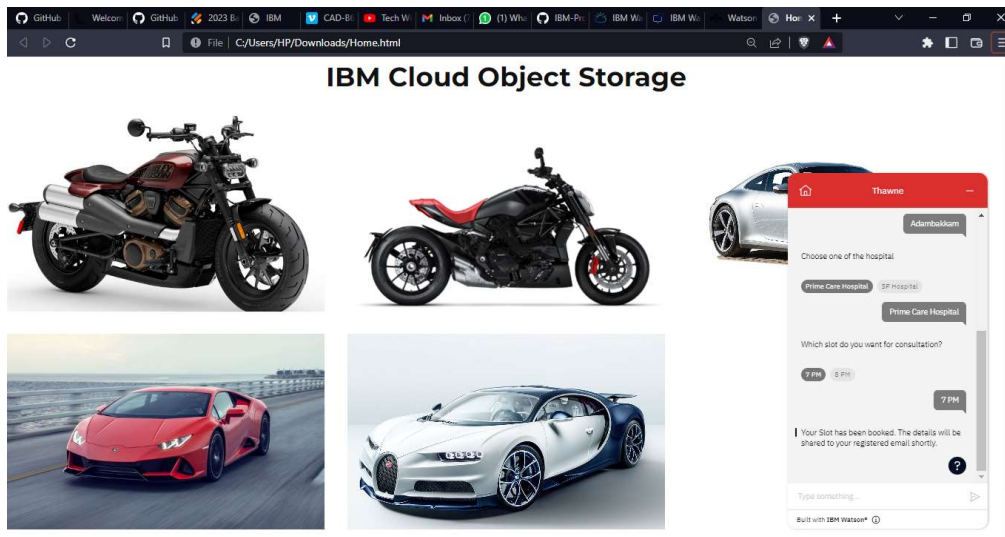 GitHub
Welcom
GitHub
2023 Ba
IBM
CAD-B6
Tech W
Inbox (7
(1) Wha
IBM-Pro
IBM Wa
IBM Wa
Watson
Hom
File
C:/Users/HP/Downloads/Home.html
IBM Cloud Object Storage
Thawne
Adambakkam
Choose one of the hospital
Prime Care Hospital
SP Hospital
Prime Care Hospital
Which slot do you want for consultation?
7 PM
8 PM
7 PM
Your Slot has been booked. The details will be
shared to your registered email shortly.
?
Type something...
Built with IBM Watson®